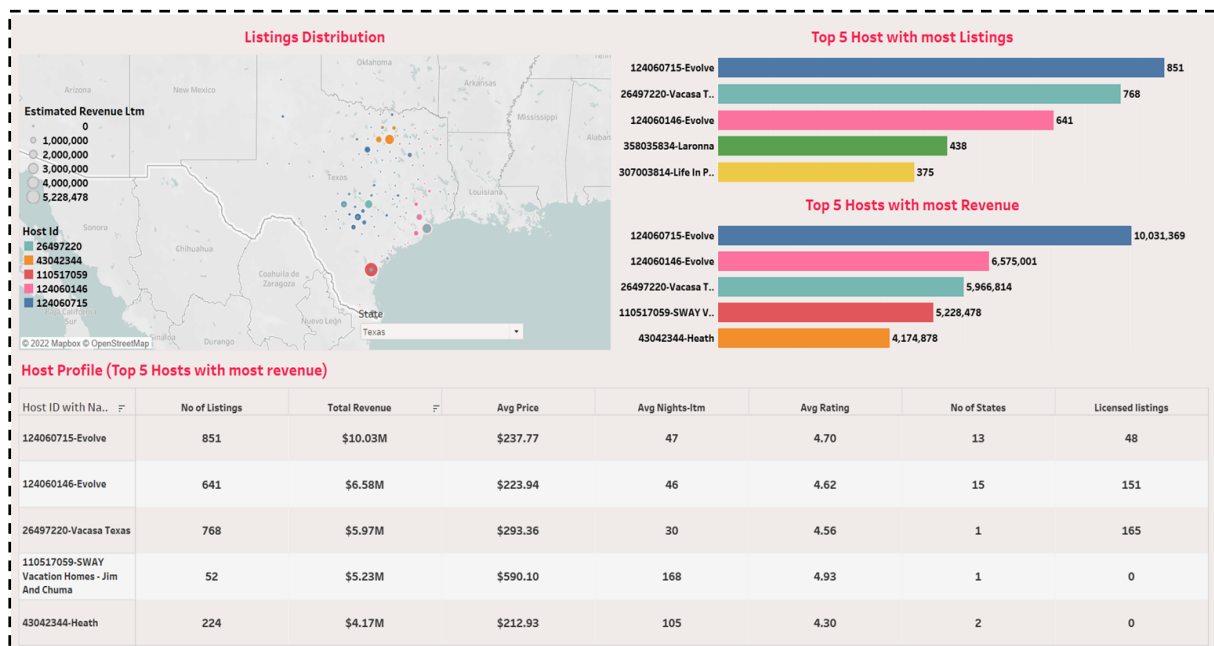 Listings Distribution
Oklahoma
Arizona
New Mexico
Arkansas
Mississippi
Alaban
Texas
Louisiana
Sonora
Chihuahua
Coahuila de
Zaragoza
Nuevo León
Baja California
Sur
Sinaloa
Durango
Estimated Revenue Ltm
0
1,000,000
2,000,000
3,000,000
4,000,000
5,228,478
Host Id
26497220
43042344
110517059
124060146
124060715
State
Texas
© 2022 Mapbox © OpenStreetMap
Top 5 Host with most Listings
124060715-Evolve 851
26497220-Vacasa T.. 768
124060146-Evolve 641
358035834-Laronna 438
307003814-Life In P.. 375
Top 5 Hosts with most Revenue
124060715-Evolve 10,031,369
124060146-Evolve 6,575,001
26497220-Vacasa T.. 5,966,814
110517059-SWAY V.. 5,228,478
43042344-Heath 4,174,878
Host Profile (Top 5 Hosts with most revenue)
Host ID with Na.. No of Listings Total Revenue Avg Price Avg Nights-ltm Avg Rating No of States Licensed listings
124060715-Evolve 851 $10.03M $237.77 47 4.70 13 48
124060146-Evolve 641 $6.58M $223.94 46 4.62 15 151
26497220-Vacasa Texas 768 $5.97M $293.36 30 4.56 1 165
110517059-SWAY
Vacation Homes - Jim
And Chuma
52 $5.23M $590.10 168 4.93 1 0
43042344-Heath 224 $4.17M $212.93 105 4.30 2 0